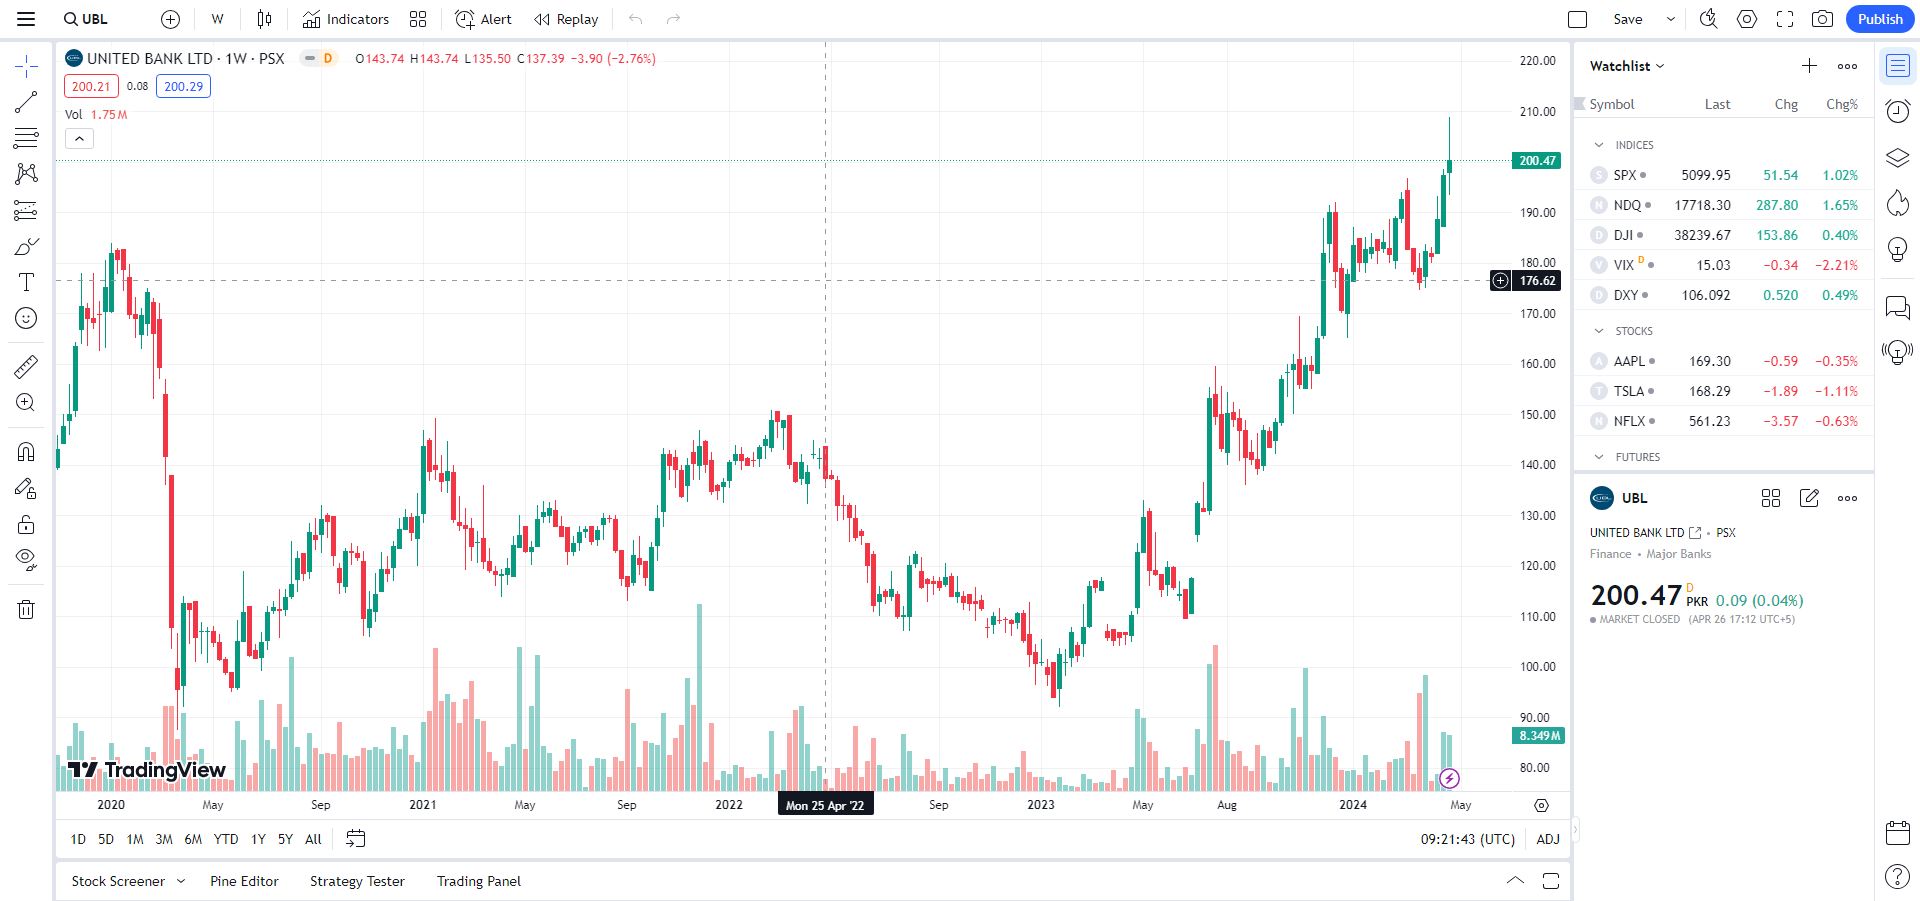 UBL W Indicators Alert Replay Save Publish
UNITED BANK LTD · 1W · PSX D O143.74 H143.74 L135.50 C137.39 −3.90 (−2.76%)
200.21 0.08 200.29
Vol 1.75M
220.00
210.00
200.47
190.00
180.00
176.62
170.00
160.00
150.00
140.00
130.00
120.00
110.00
100.00
90.00
8.349M
80.00
TradingView
2020 May Sep 2021 May Sep 2022 Mon 25 Apr '22 Sep 2023 May Aug 2024 May
1D 5D 1M 3M 6M YTD 1Y 5Y All 09:21:43 (UTC) ADJ
Stock Screener Pine Editor Strategy Tester Trading Panel
Watchlist
Symbol Last Chg Chg%
INDICES
S SPX 5099.95 51.54 1.02%
N NDQ 17718.30 287.80 1.65%
D DJI 38239.67 153.86 0.40%
V VIX D 15.03 −0.34 −2.21%
D DXY 106.092 0.520 0.49%
STOCKS
A AAPL 169.30 −0.59 −0.35%
T TSLA 168.29 −1.89 −1.11%
N NFLX 561.23 −3.57 −0.63%
FUTURES
UBL UBL
UNITED BANK LTD • PSX
Finance • Major Banks
200.47 D PKR 0.09 (0.04%)
MARKET CLOSED (APR 26 17:12 UTC+5)